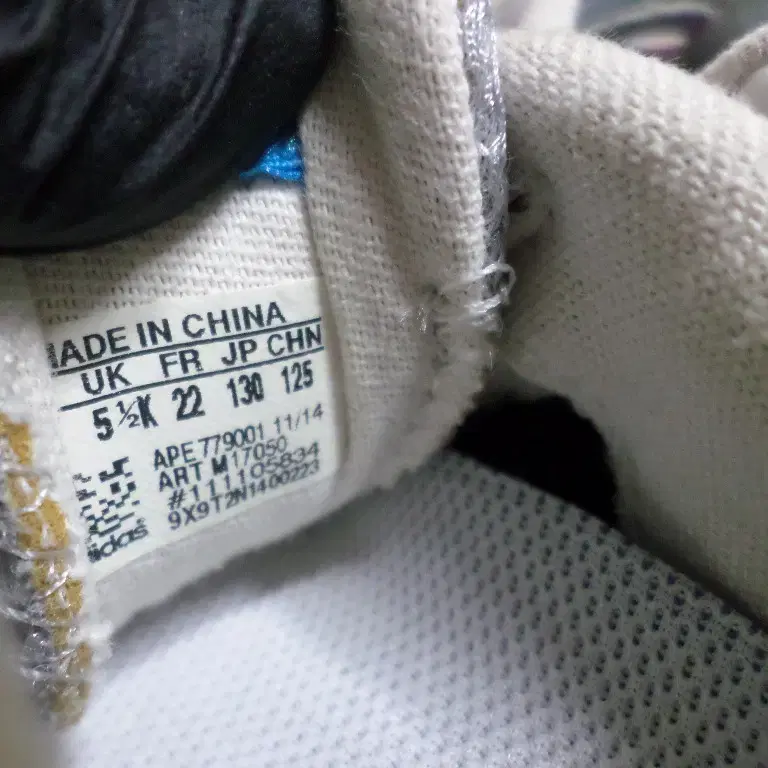 MADE IN CHINA
UK FR JP CHN
5½K 22 130 125
APE 779001 11/14
ART M17050
#111105834
9X9T2N1400223
adidas